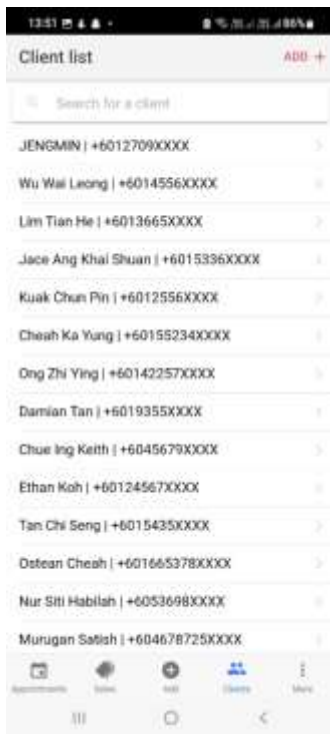 13:51
86%
Client list
ADD +
Search for a client
JENGMIN | +6012709XXXX
Wu Wai Leong | +6014556XXXX
Lim Tian He | +6013665XXXX
Jace Ang Khai Shuan | +6015336XXXX
Kuak Chun Pin | +6012556XXXX
Cheah Ka Yung | +60155234XXXX
Ong Zhi Ying | +60142257XXXX
Damian Tan | +6019355XXXX
Chue Ing Keith | +6045679XXXX
Ethan Koh | +60124567XXXX
Tan Chi Seng | +6015435XXXX
Ostean Cheah | +601665378XXXX
Nur Siti Habilah | +6053698XXXX
Murugan Satish | +604678725XXXX
Appointments
Sales
Add
Clients
More